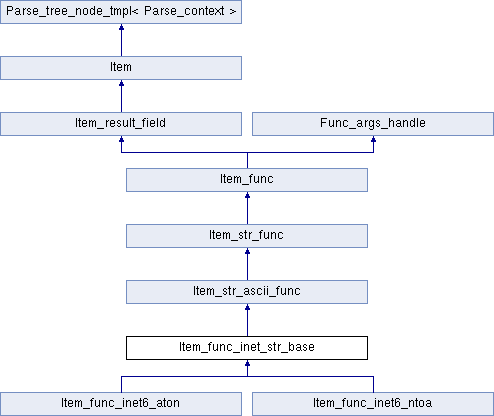 Parse_tree_node_tmpl< Parse_context >
Item
Item_result_field
Func_args_handle
Item_func
Item_str_func
Item_str_ascii_func
Item_func_inet_str_base
Item_func_inet6_aton
Item_func_inet6_ntoa